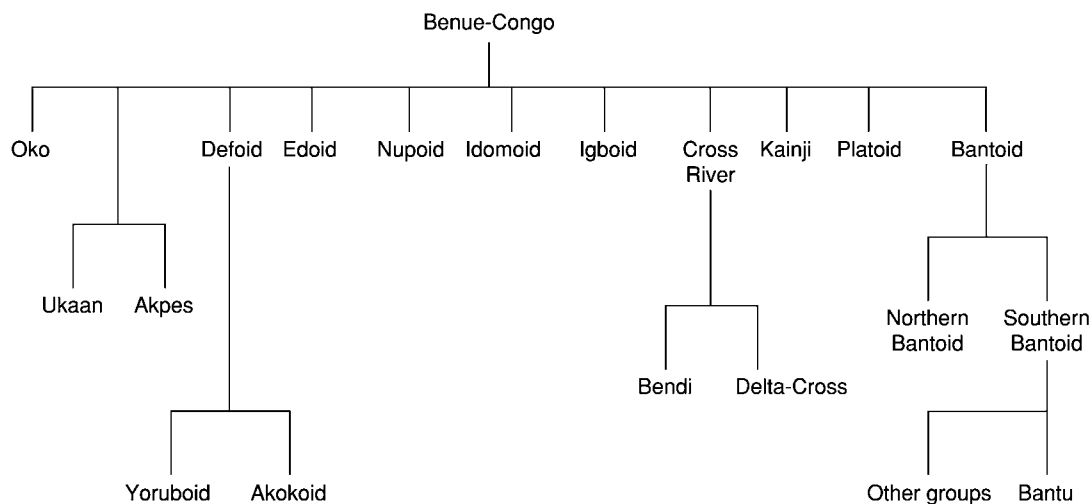 Benue-Congo
Oko
Defoid
Edoid
Nupoid
Idomoid
Igboid
Cross
River
Kainji
Platoid
Bantoid
Ukaan
Akpes
Northern
Bantoid
Southern
Bantoid
Bendi
Delta-Cross
Yoruboid
Akokoid
Other groups
Bantu